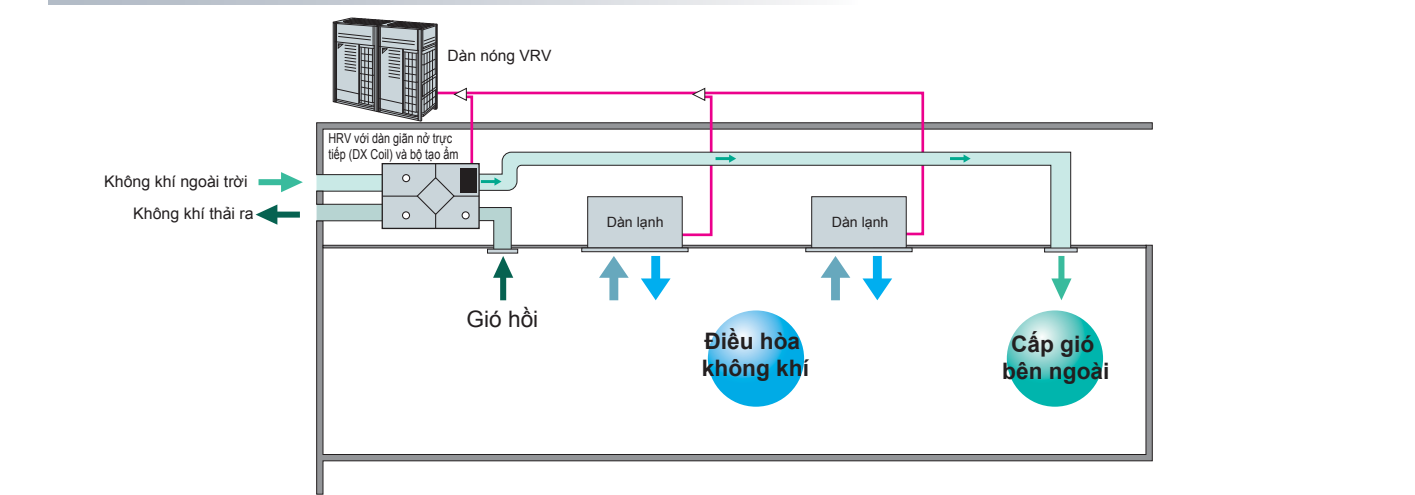 Dàn nóng VRV
HRV với dàn giãn nở trực
tiếp (DX Coil) và bộ tạo ẩm
Không khí ngoài trời
Không khí thải ra
Dàn lạnh
Dàn lạnh
Gió hồi
Điều hòa
không khí
Cấp gió
bên ngoài